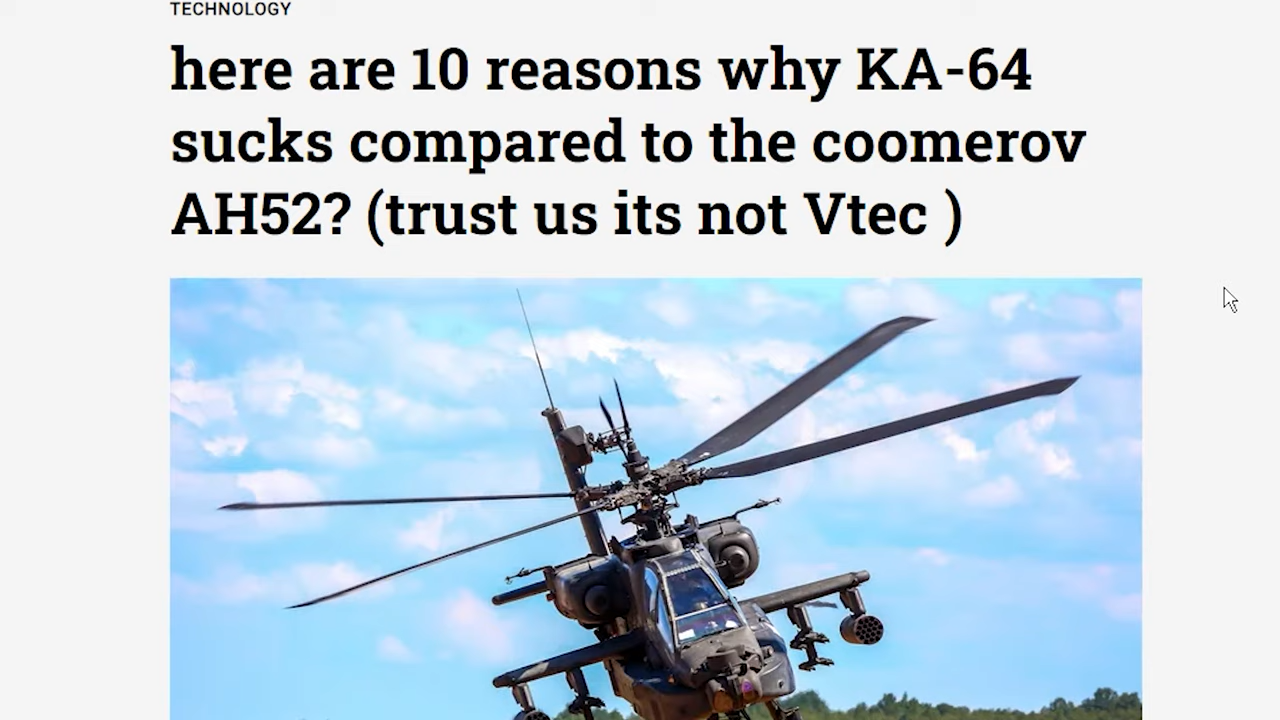 TECHNOLOGY
here are 10 reasons why KA-64
sucks compared to the coomerov
AH52? (trust us its not Vtec )